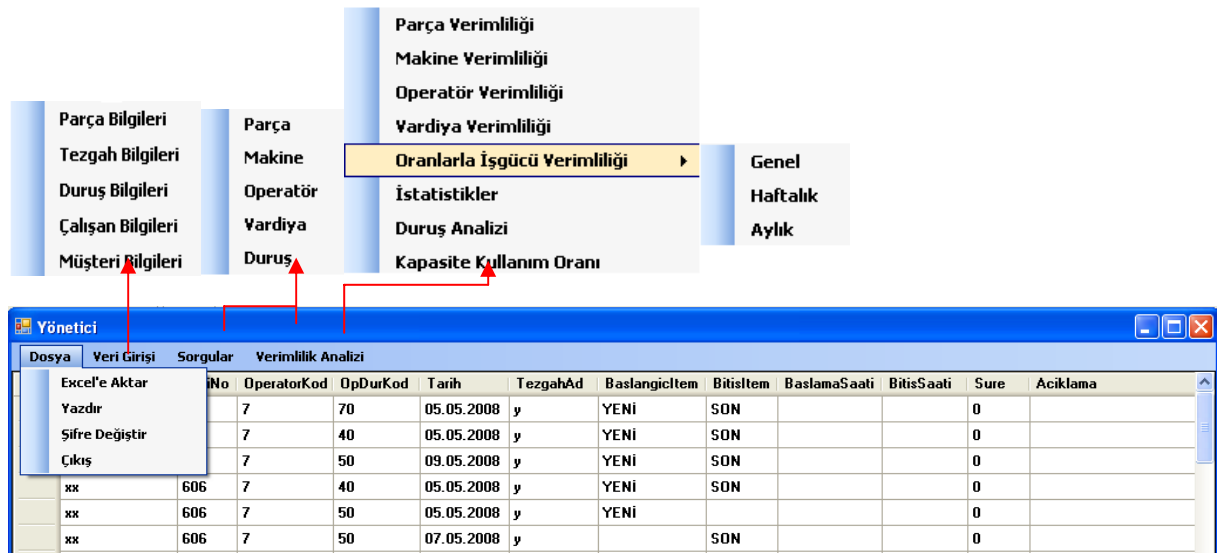 Parça Verimliliği
Makine Verimliliği
Operatör Verimliliği
Vardiya Verimliliği
Oranlarla İşgücü Verimliliği
İstatistikler
Duruş Analizi
Kapasite Kullanım Oranı
Parça Bilgileri
Tezgah Bilgileri
Duruş Bilgileri
Çalışan Bilgileri
Müşteri Bilgileri
Parça
Makine
Operatör
Vardiya
Duruş
Genel
Haftalık
Aylık
Yönetici
Dosya Veri Girişi Sorgular Verimlilik Analizi
Excel'e Aktar
Yazdır
Şifre Değiştir
Çıkış
iNo OperatorKod OpDurKod Tarih TezgahAd BaslangicItem BitisItem BaslamaSaati BitisSaati Sure Aciklama
7 70 05.05.2008 y YENİ SON 0
7 40 05.05.2008 y YENİ SON 0
7 50 09.05.2008 y YENİ SON 0
xx 606 7 40 05.05.2008 y YENİ SON 0
xx 606 7 50 05.05.2008 y YENİ 0
xx 606 7 50 07.05.2008 y SON 0